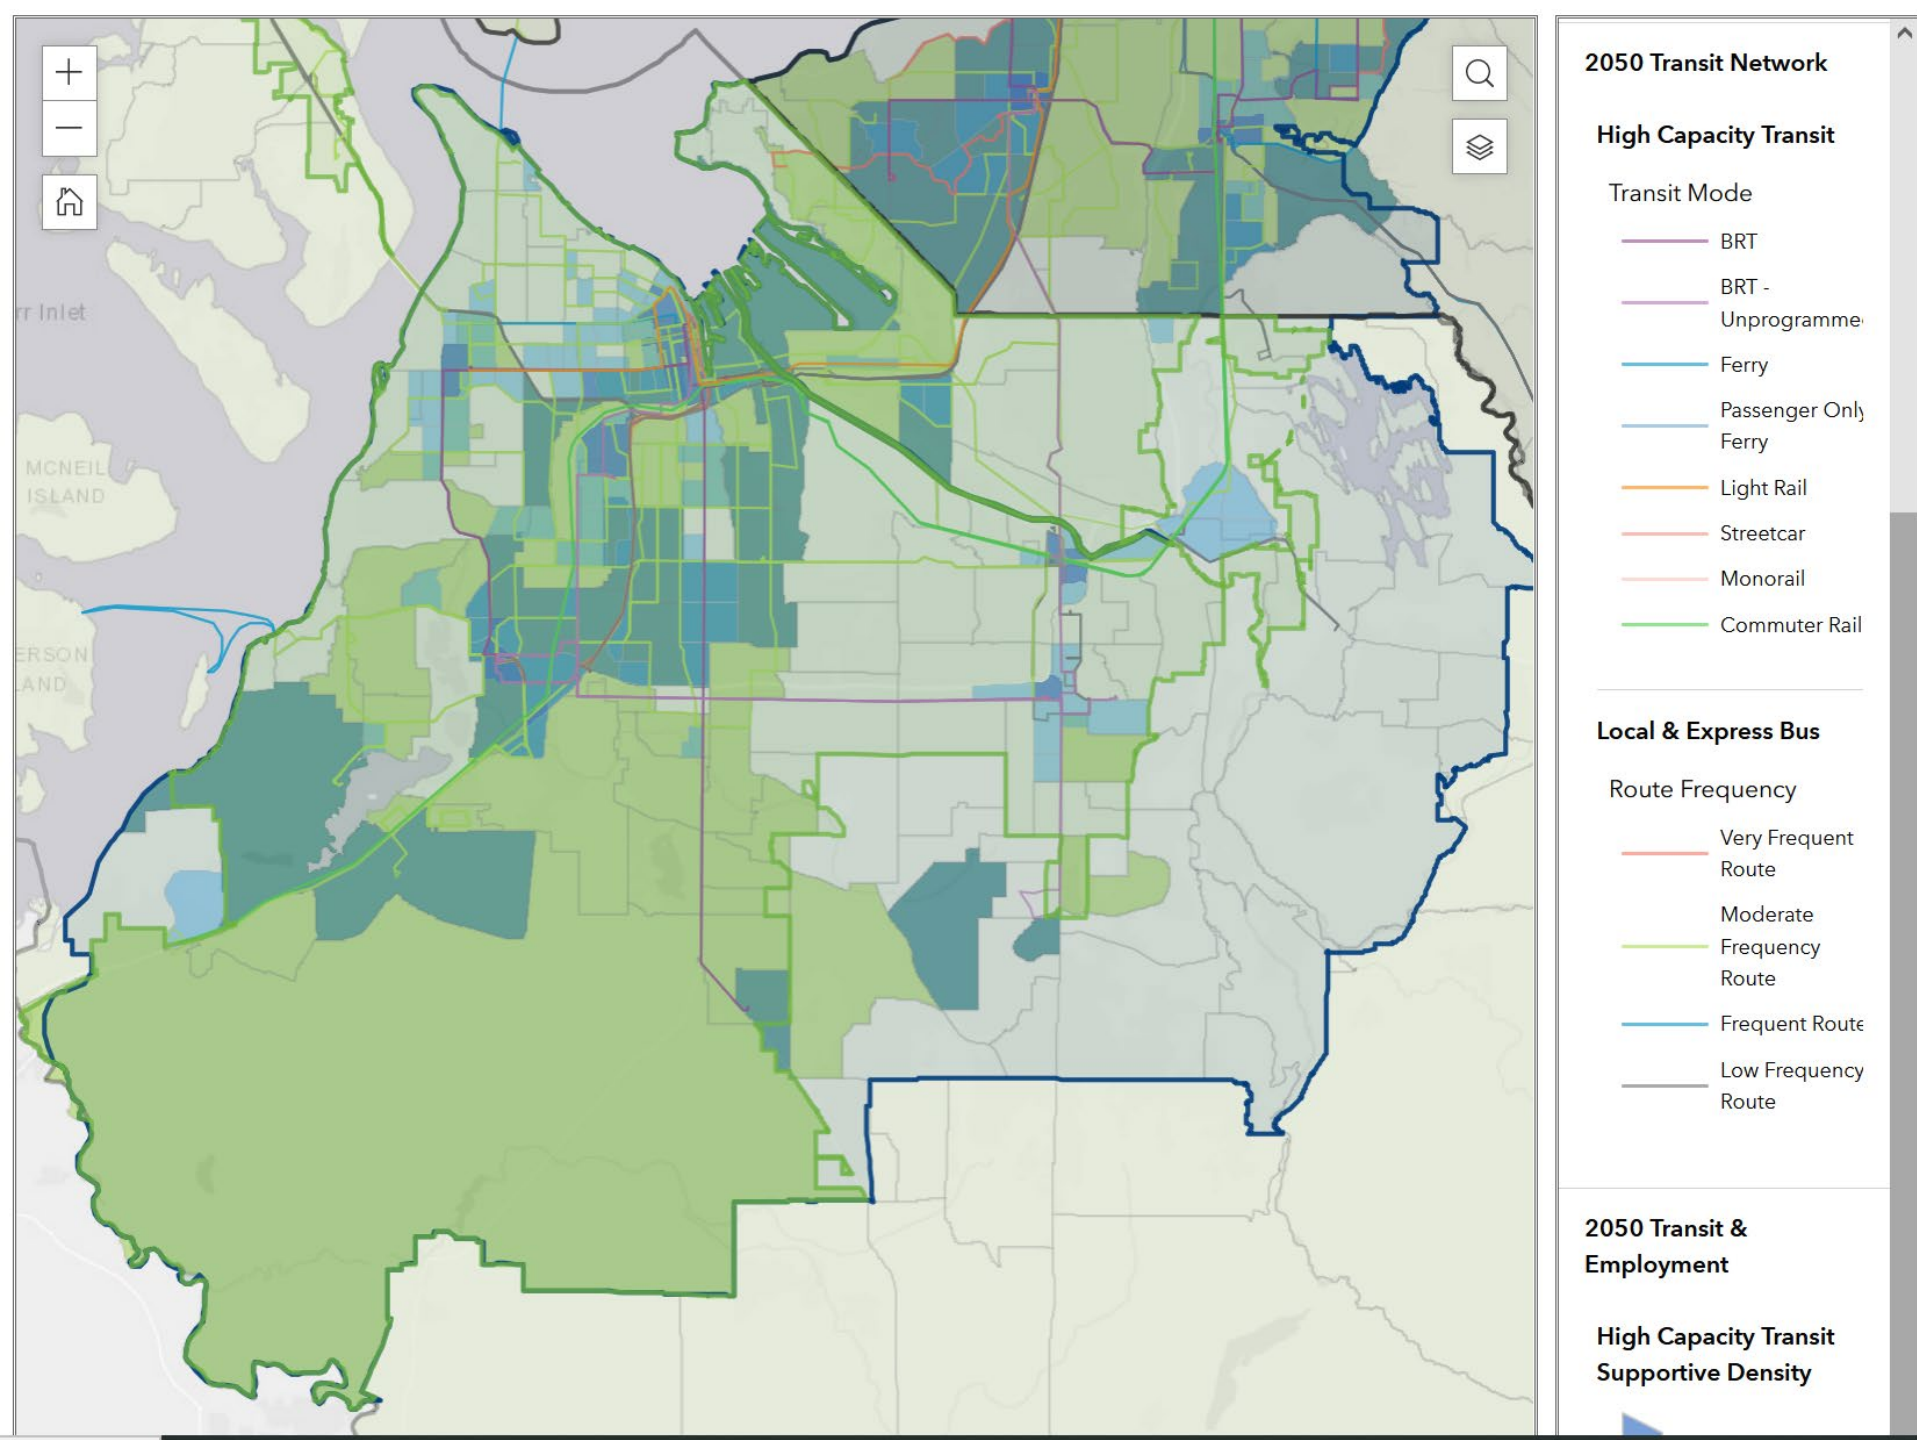 rr Inlet
MCNEIL
ISLAND
ERSON
LAND
2050 Transit Network
High Capacity Transit
Transit Mode
BRT
BRT -
Unprogramme
Ferry
Passenger Only
Ferry
Light Rail
Streetcar
Monorail
Commuter Rail
Local & Express Bus
Route Frequency
Very Frequent
Route
Moderate
Frequency
Route
Frequent Route
Low Frequency
Route
2050 Transit &
Employment
High Capacity Transit
Supportive Density